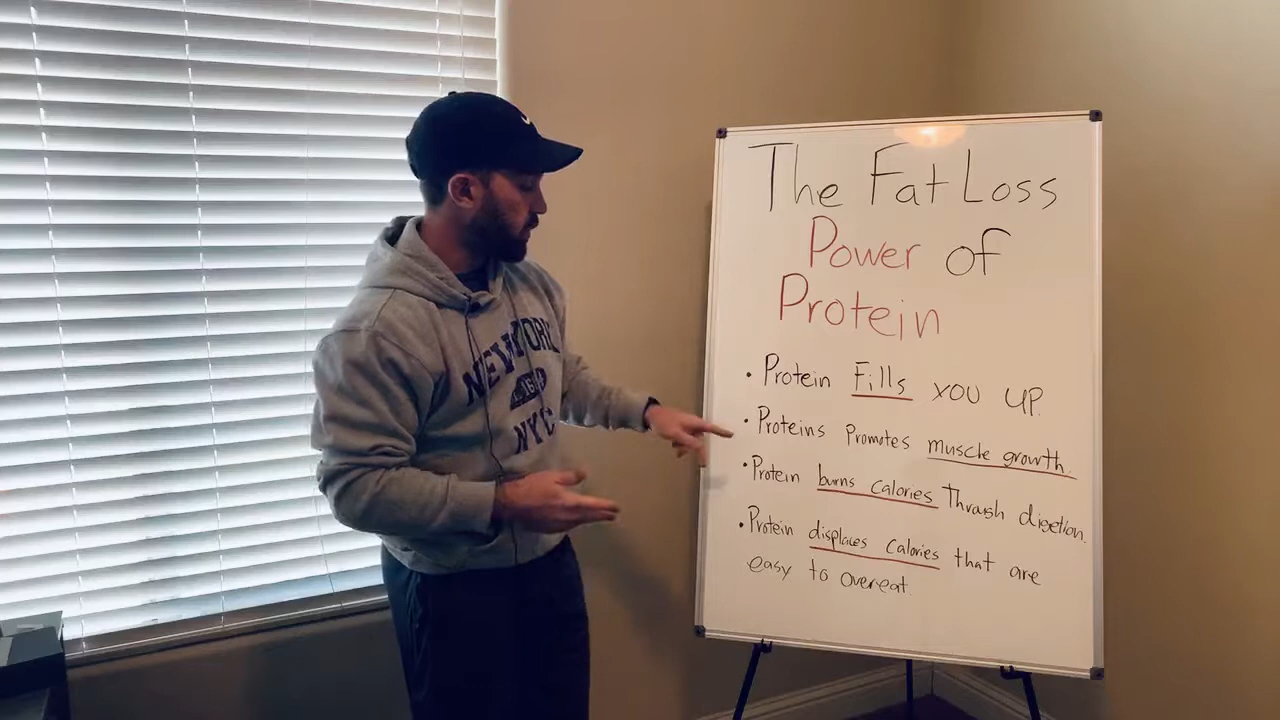 The Fat Loss
Power of
Protein
• Protein Fills you up.
• Proteins Promotes muscle growth.
• Protein burns calories Through digetion.
• Protein displaces calories that are
easy to overeat.
NEW YORK
NYC